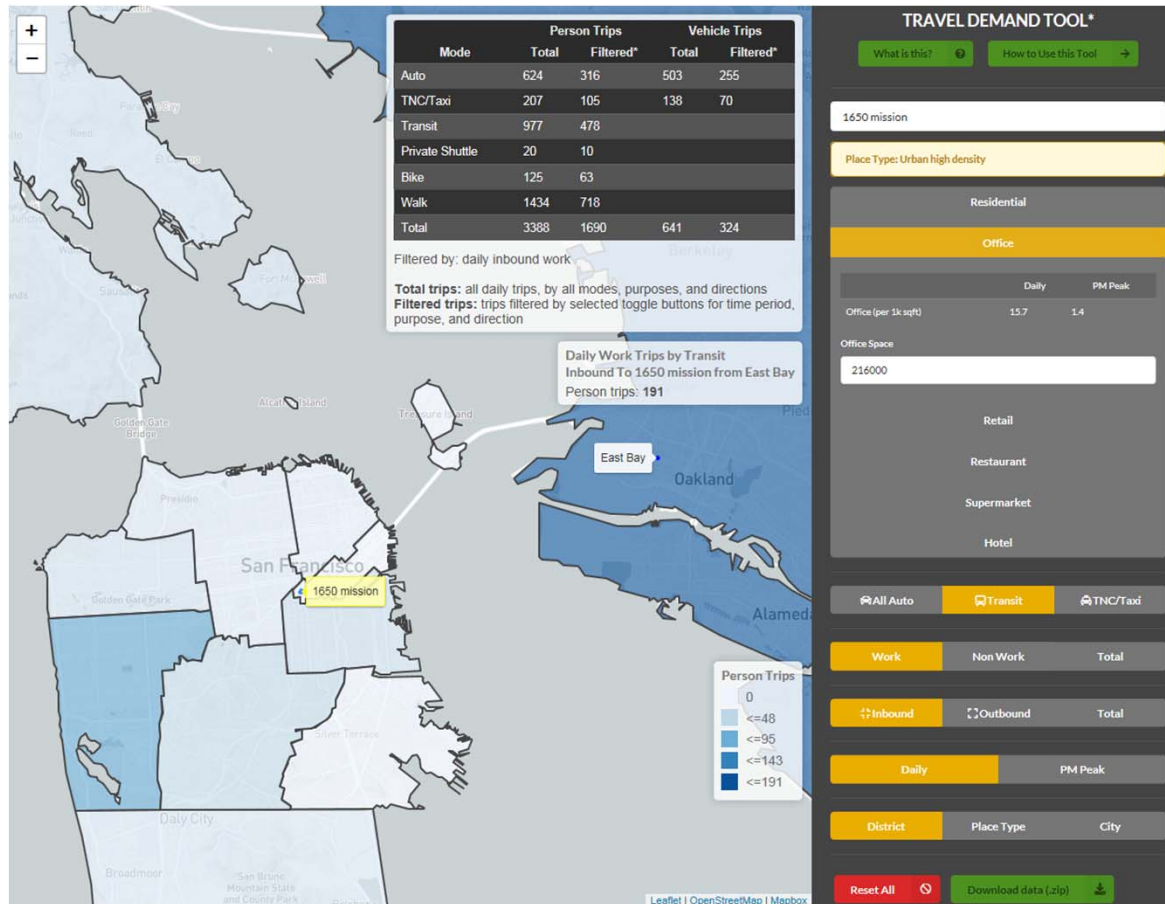 +
−
Person Trips Vehicle Trips
Mode Total Filtered* Total Filtered*
Auto 624 316 503 255
TNC/Taxi 207 105 138 70
Transit 977 478
Private Shuttle 20 10
Bike 125 63
Walk 1434 718
Total 3388 1690 641 324
Filtered by: daily inbound work
Total trips: all daily trips, by all modes, purposes, and directions
Filtered trips: trips filtered by selected toggle buttons for time period,
purpose, and direction
Daily Work Trips by Transit
Inbound To 1650 mission from East Bay
Person trips: 191
Berkeley
Treasure Island
Golden Gate
Bridge
East Bay
Oakland
Presidio
San Francisco
1650 mission
Golden Gate Park
Alameda
Silver Terrace
Daly City
Broadmoor
San Bruno
Mountain State
and County Park
Person Trips
0
<=48
<=95
<=143
<=191
Leaflet | OpenStreetMap | Mapbox
TRAVEL DEMAND TOOL*
What is this?
How to Use this Tool
1650 mission
Place Type: Urban high density
Residential
Office
Daily PM Peak
Office (per 1k sqft) 15.7 1.4
Office Space
216000
Retail
Restaurant
Supermarket
Hotel
All Auto Transit TNC/Taxi
Work Non Work Total
Inbound Outbound Total
Daily PM Peak
District Place Type City
Reset All
Download data (.zip)